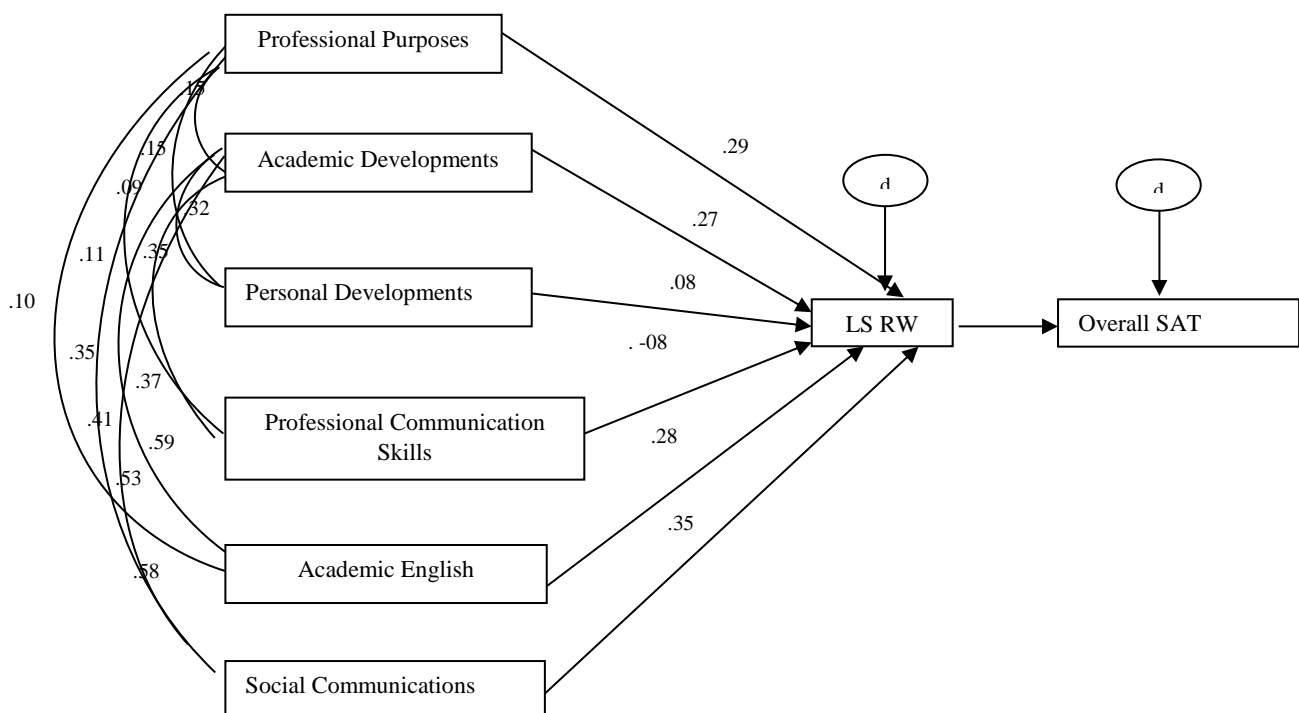 Professional Purposes
.15
Academic Developments
.29
d
d
.15
.09
.32
.27
.35
.11
.08
.10
Personal Developments
LS RW
Overall SAT
. -08
.35
.37
.41
Professional Communication
Skills
.28
.59
.53
.35
.58
Academic English
Social Communications